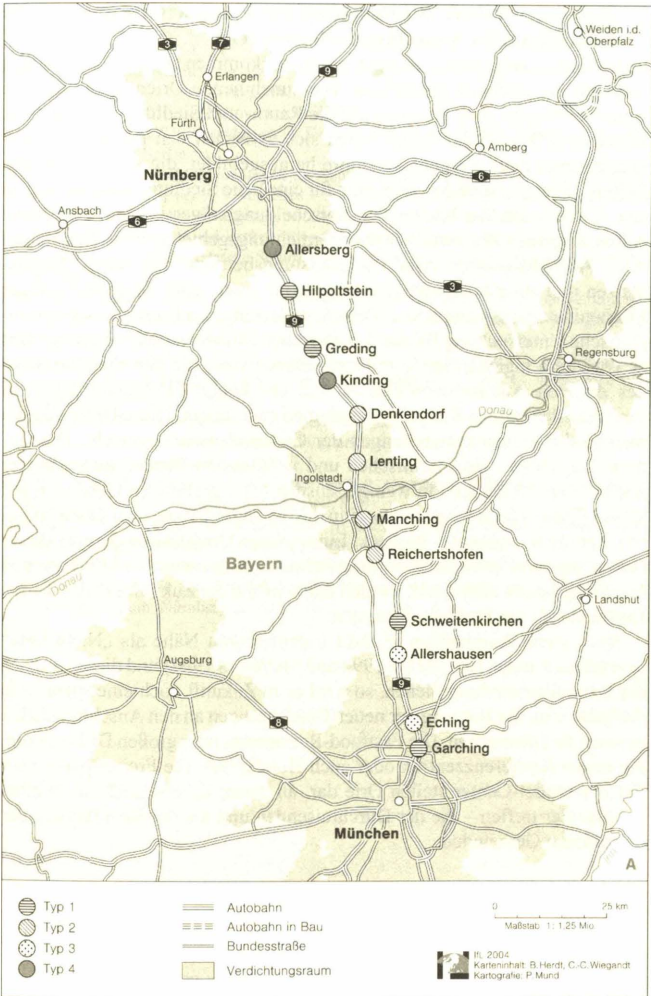 3
7
9
Weiden i.d.
Oberpfalz
Erlangen
Fürth
Amberg
Nürnberg
6
Ansbach
6
Allersberg
3
Hilpoltstein
9
Greding
Regensburg
Kinding
Denkendorf
Donau
Lenting
Ingolstadt
Manching
Reichertshofen
Bayern
Donau
Landshut
Schweitenkirchen
Allershausen
Augsburg
9
Eching
8
Garching
München
A
Typ 1
Typ 2
Typ 3
Typ 4
Autobahn
Autobahn in Bau
Bundesstraße
Verdichtungsraum
0 25 km
Maßstab 1: 1,25 Mio.
IfL 2004
Karteninhalt: B. Herdt, C.-C. Wiegandt
Kartografie: P. Mund